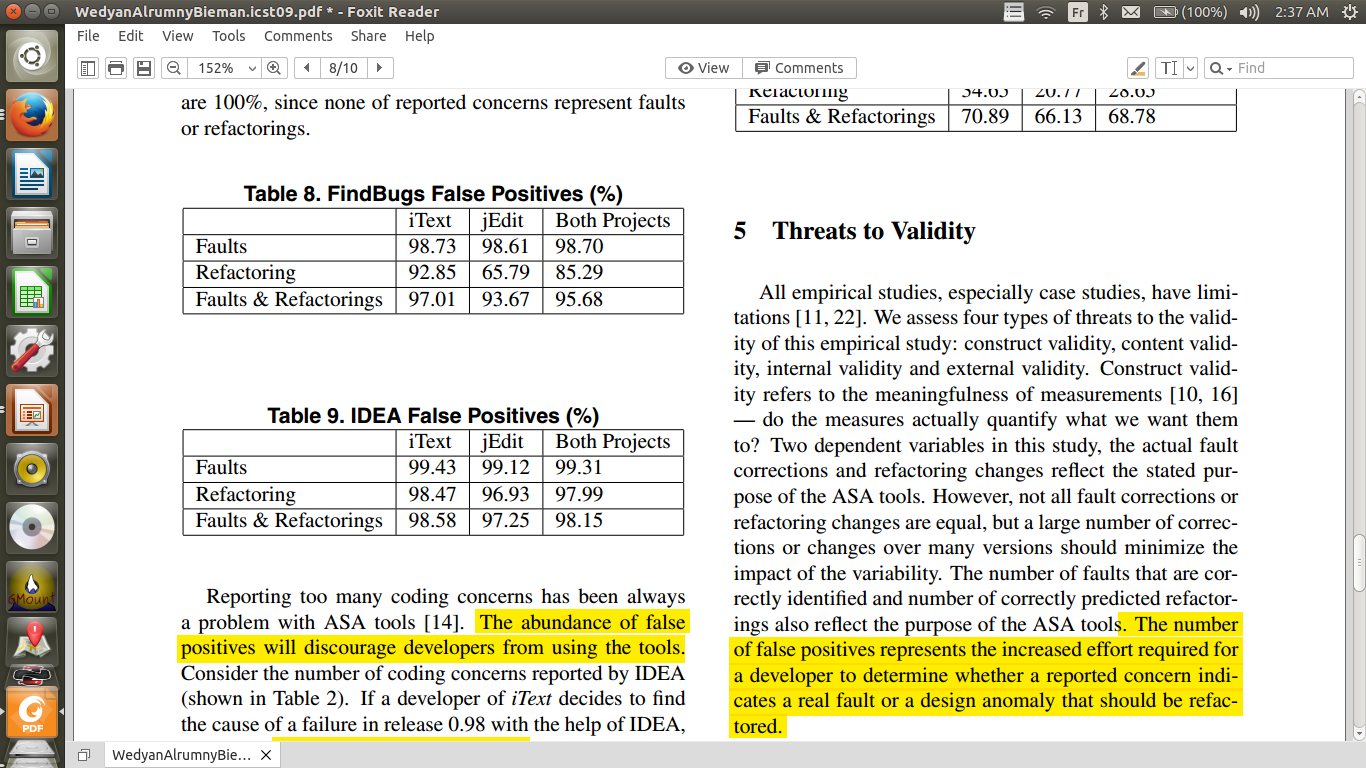 WedyanAlrumnyBieman.icst09.pdf * - Foxit Reader
Fr
(100%)
2:37 AM
File Edit View Tools Comments Share Help
152%
8/10
View
Comments
Find
are 100%, since none of reported concerns represent faults
or refactorings.
Table 8. FindBugs False Positives (%)
iText jEdit Both Projects
Faults 98.73 98.61 98.70
Refactoring 92.85 65.79 85.29
Faults & Refactorings 97.01 93.67 95.68
Table 9. IDEA False Positives (%)
iText jEdit Both Projects
Faults 99.43 99.12 99.31
Refactoring 98.47 96.93 97.99
Faults & Refactorings 98.58 97.25 98.15
Reporting too many coding concerns has been always
a problem with ASA tools [14]. The abundance of false
positives will discourage developers from using the tools.
Consider the number of coding concerns reported by IDEA
(shown in Table 2). If a developer of iText decides to find
the cause of a failure in release 0.98 with the help of IDEA,
Refactoring 34.65 20.77 28.65
Faults & Refactorings 70.89 66.13 68.78
5 Threats to Validity
All empirical studies, especially case studies, have limi-
tations [11, 22]. We assess four types of threats to the valid-
ity of this empirical study: construct validity, content valid-
ity, internal validity and external validity. Construct valid-
ity refers to the meaningfulness of measurements [10, 16]
— do the measures actually quantify what we want them
to? Two dependent variables in this study, the actual fault
corrections and refactoring changes reflect the stated pur-
pose of the ASA tools. However, not all fault corrections or
refactoring changes are equal, but a large number of correc-
tions or changes over many versions should minimize the
impact of the variability. The number of faults that are cor-
rectly identified and number of correctly predicted refactor-
ings also reflect the purpose of the ASA tools. The number
of false positives represents the increased effort required for
a developer to determine whether a reported concern indi-
cates a real fault or a design anomaly that should be refac-
tored.
GMount
PDF
WedyanAlrumnyBie...